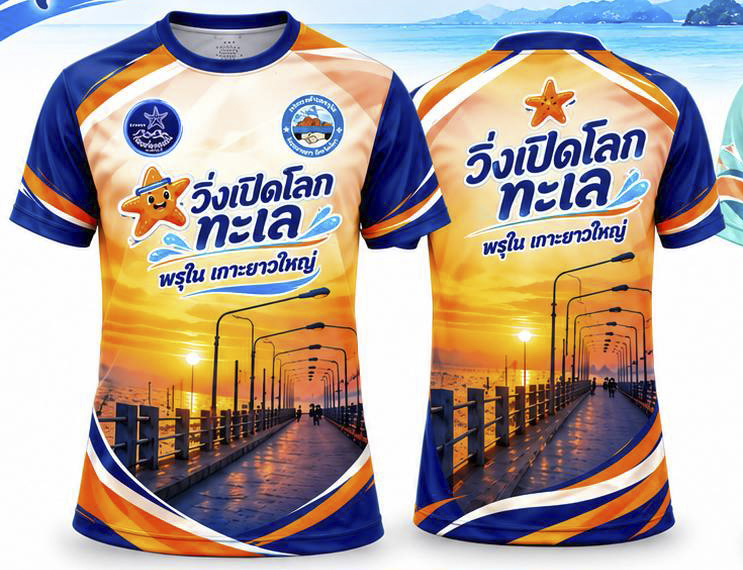 วิ่งเปิดโลก
ทะเล
พรุใน เกาะยาวใหญ่
วิ่งเปิดโลก
ทะเล
พรุใน เกาะยาวใหญ่